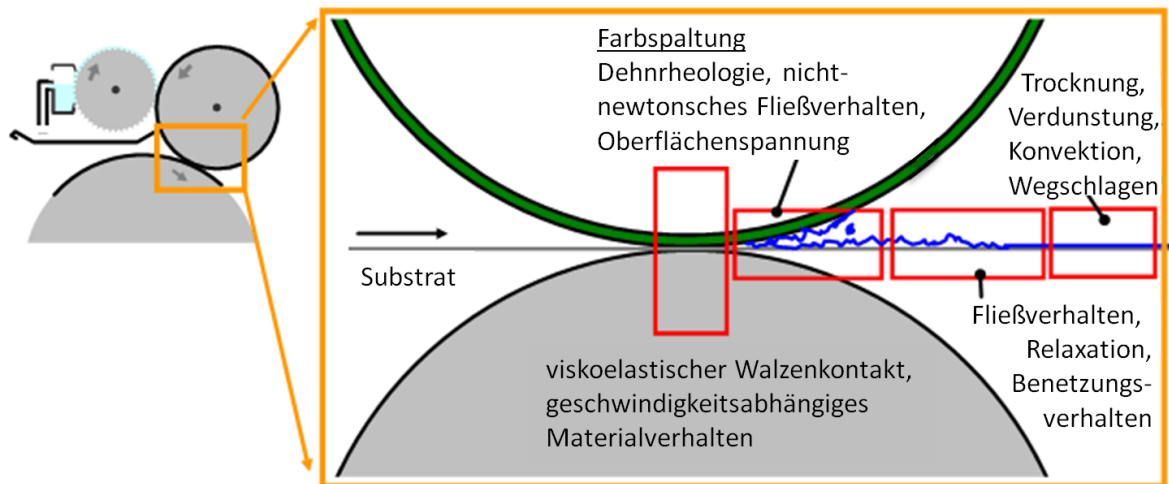 Farbspaltung
Dehnrheologie, nicht-
newtonsches Fließverhalten,
Oberflächenspannung
Trocknung,
Verdunstung,
Konvektion,
Wegschlagen
Substrat
Fließverhalten,
Relaxation,
Benetzungs-
verhalten
viskoelastischer Walzenkontakt,
geschwindigkeitsabhängiges
Materialverhalten